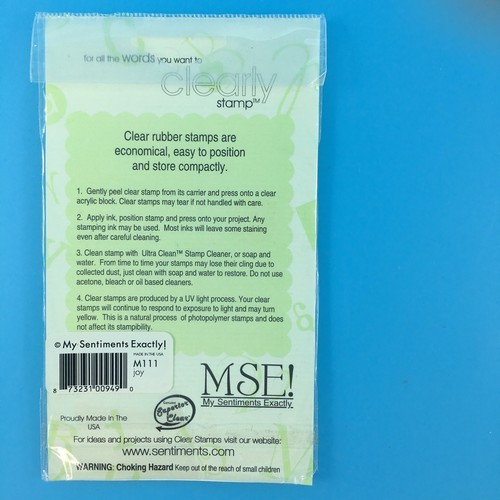 for all the words you want to
clearly
stamp™
Clear rubber stamps are
economical, easy to position
and store compactly.
1. Gently peel clear stamp from its carrier and press onto a clear
acrylic block. Clear stamps may tear if not handled with care.
2. Apply ink, position stamp and press onto your project. Any
stamping ink may be used. Most inks will leave some staining
even after careful cleaning.
3. Clean stamp with Ultra Clean™ Stamp Cleaner, or soap and
water. From time to time your stamps may lose their cling due to
collected dust, just clean with soap and water to restore. Do not use
acetone, bleach or oil based cleaners.
4. Clear stamps are produced by a UV light process. Your clear
stamps will continue to respond to exposure to light and may turn
yellow. This is a natural process of photopolymer stamps and does
not affect its stampibility.
© My Sentiments Exactly!
MADE IN THE USA
M111
joy
8 73231 00949 0
MSE!
My Sentiments Exactly
Superior
Clear
Proudly Made In The
USA
For ideas and projects using Clear Stamps visit our website:
www.sentiments.com
WARNING: Choking Hazard Keep out of the reach of small children